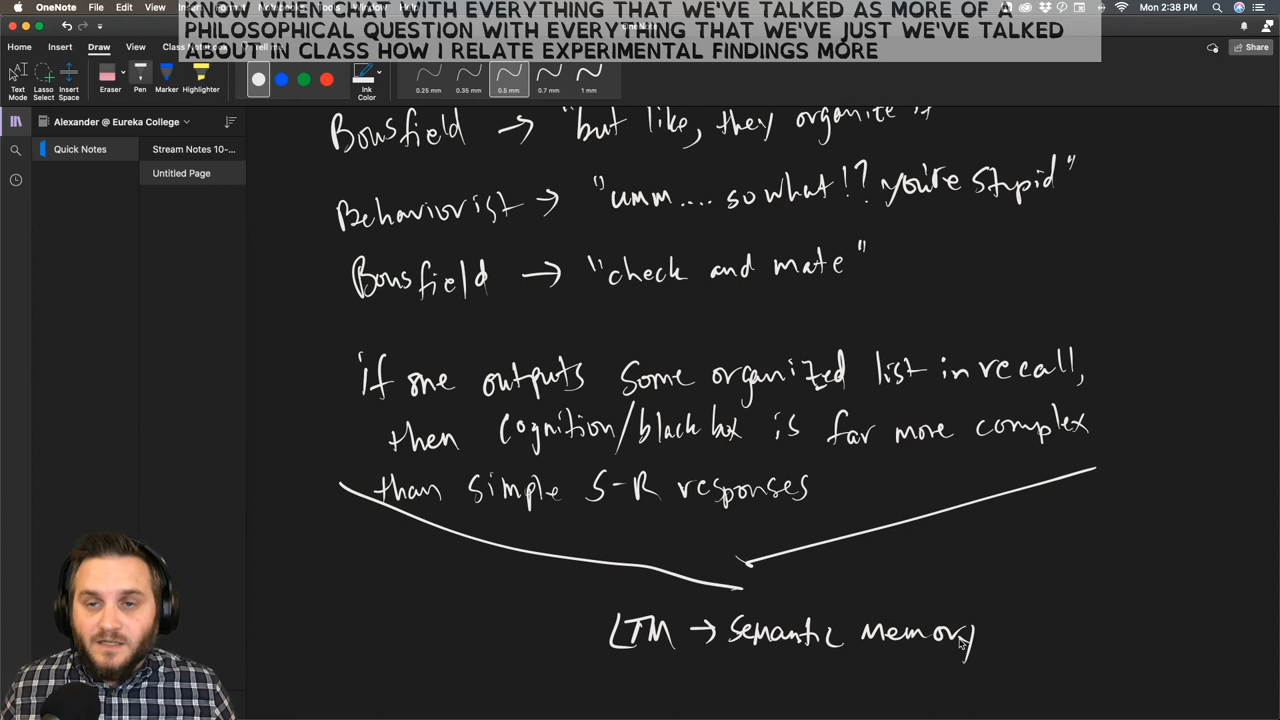 KNOW WHEN CHAT WITH EVERYTHING THAT WE'VE TALKED AS MORE OF A
PHILOSOPHICAL QUESTION WITH EVERYTHING THAT WE'VE JUST WE'VE TALKED
ABOUT IN CLASS HOW I RELATE EXPERIMENTAL FINDINGS MORE
OneNote File Edit Mon 2:38 PM
Home Insert Draw View Class Notebook Tell me Share
Text Mode Lasso Select Insert Space Eraser Pen Marker Highlighter Ink Color 0.25 mm 0.35 mm 0.5 mm 0.7 mm 1 mm
Alexander @ Eureka College
Quick Notes
Stream Notes 10-...
Untitled Page
Bousfield → "but like, they organize it
Behaviorist → "umm.... so what!? you're stupid"
Bousfield → "check and mate"
if one outputs some organized list in recall,
then cognition/black box is far more complex
than simple S-R responses
LTM → Semantic Memory